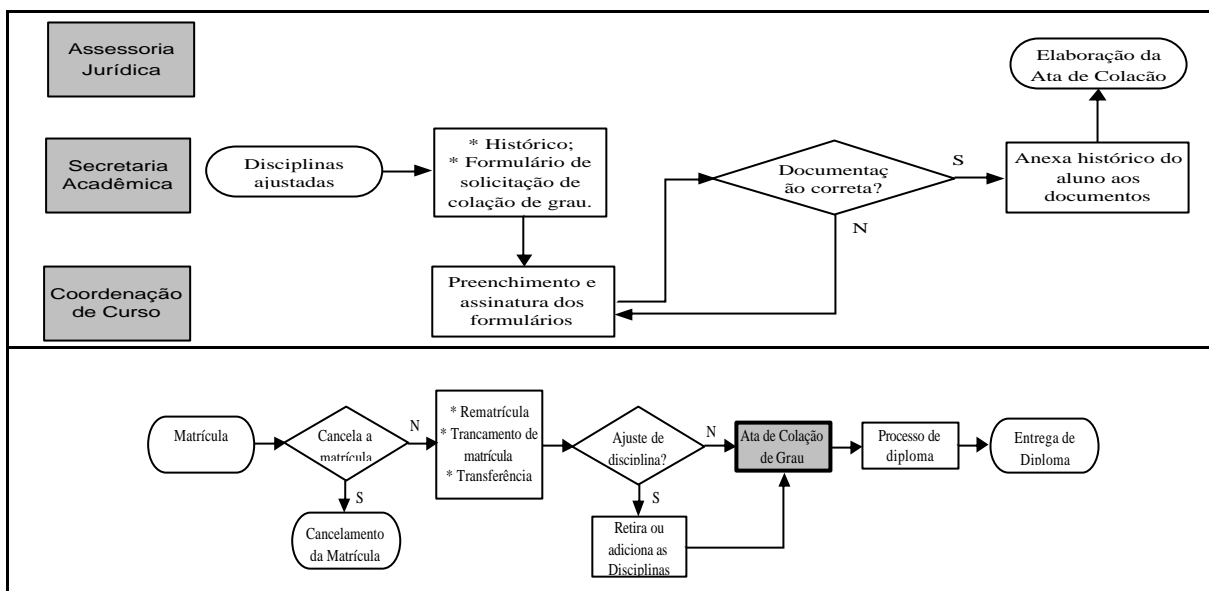 Assessoria
Jurídica
Elaboração da
Ata de Colacão
Secretaria
Acadêmica
Disciplinas
ajustadas
* Histórico;
* Formulário de
solicitação de
colação de grau.
Documentaç
ão correta?
S
N
Anexa histórico do
aluno aos
documentos
Coordenação
de Curso
Preenchimento e
assinatura dos
formulários
Matrícula
Cancela a
matrícula
N
S
Cancelamento
da Matrícula
* Rematrícula
* Trancamento de
matrícula
* Transferência
Ajuste de
disciplina?
N
S
Retira ou
adiciona as
Disciplinas
Ata de Colação
de Grau
Processo de
diploma
Entrega de
Diploma